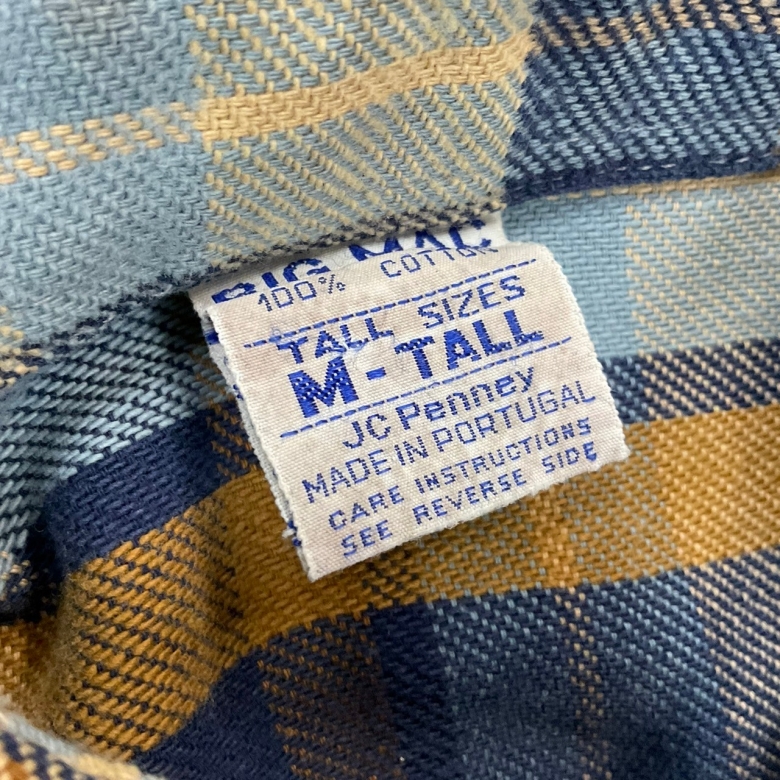 BIG MAC
100% COTTON
TALL SIZES
M-TALL
JC Penney
MADE IN PORTUGAL
CARE INSTRUCTIONS
SEE REVERSE SIDE